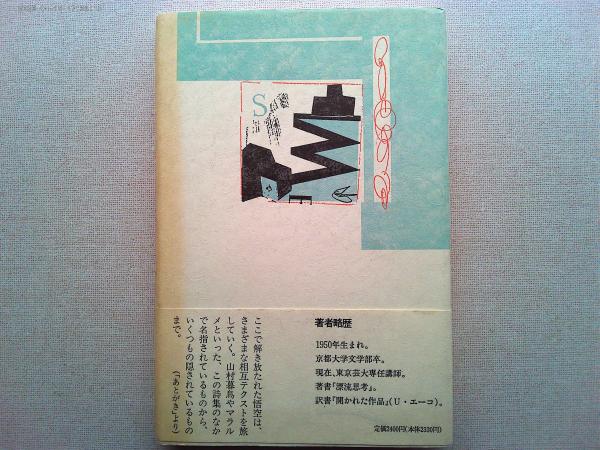 S
E
ここで解き放たれた悟空は、
さまざまな相互テクストを旅
していく。山村暮鳥やマラル
メといった、この詩集のなか
で名指されているものから、
いくつもの隠されているもの
まで。
(「あとがき」より)
著者略歴
1950年生まれ。
京都大学文学部卒。
現在、東京芸大専任講師。
著書「漂流思考」。
訳書「開かれた作品」(U・エーコ)。
定価2400円(本体2330円)